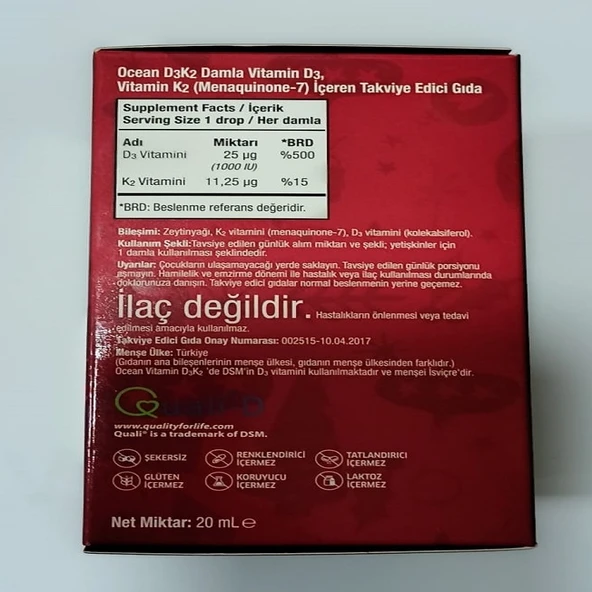 Ocean D3K2 Damla Vitamin D3,
Vitamin K2 (Menaquinone-7) İçeren Takviye Edici Gıda
Supplement Facts / İçerik
Serving Size 1 drop / Her damla
Adı Miktarı *BRD
D3 Vitamini 25 µg %500
(1000 IU)
K2 Vitamini 11,25 µg %15
*BRD: Beslenme referans değeridir.
Bileşimi: Zeytinyağı, K2 vitamini (menaquinone-7), D3 vitamini (kolekalsiferol).
Kullanım Şekli:Tavsiye edilen günlük alım miktarı ve şekli; yetişkinler için
1 damla kullanılması şeklindedir.
Uyarılar: Çocukların ulaşamayacağı yerde saklayın. Tavsiye edilen günlük porsiyonu
aşmayın. Hamilelik ve emzirme dönemi ile hastalık veya ilaç kullanılması durumlarında
doktorunuza danışın. Takviye edici gıdalar normal beslenmenin yerine geçemez.
İlaç değildir. Hastalıkların önlenmesi veya tedavi
edilmesi amacıyla kullanılmaz.
Takviye Edici Gıda Onay Numarası: 002515-10.04.2017
Menşe Ülke: Türkiye
(Gıdanın ana bileşenlerinin menşe ülkesi, gıdanın menşe ülkesinden farklıdır.)
Ocean Vitamin D3K2 'de DSM'in D3 vitamini kullanılmaktadır ve menşei İsviçre'dir.
Quali® D
www.qualityforlife.com
Quali® is a trademark of DSM.
ŞEKERSİZ RENKLENDİRİCİ İÇERMEZ TATLANDIRICI İÇERMEZ
GLÜTEN İÇERMEZ KORUYUCU İÇERMEZ LAKTOZ İÇERMEZ
Net Miktar: 20 mL ℮